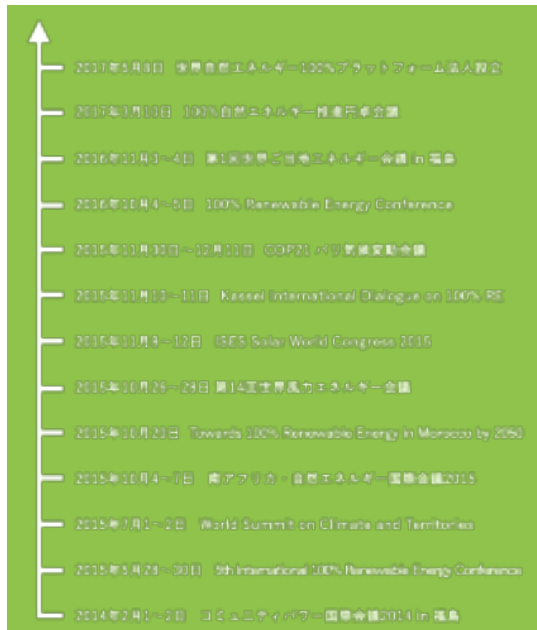 2017年5月8日 世界自然エネルギー100%プラットフォーム法人設立
2017年3月10日 100%自然エネルギー推進円卓会議
2016年11月3~4日 第1回世界ご当地エネルギー会議 in 福島
2016年10月4~5日 100% Renewable Energy Conference
2015年11月30日~12月11日 COP21 パリ気候変動会議
2015年11月10~11日 Kassel International Dialogue on 100% RE
2015年11月8~12日 ISES Solar World Congress 2015
2015年10月26~28日 第14回世界風力エネルギー会議
2015年10月20日 Towards 100% Renewable Energy in Morocco by 2050
2015年10月4~7日 南アフリカ・自然エネルギー国際会議2015
2015年7月1~2日 World Summit on Climate and Territories
2015年5月28~30日 5th International 100% Renewable Energy Conference
2014年2月1~2日 コミュニティパワー国際会議2014 in 福島